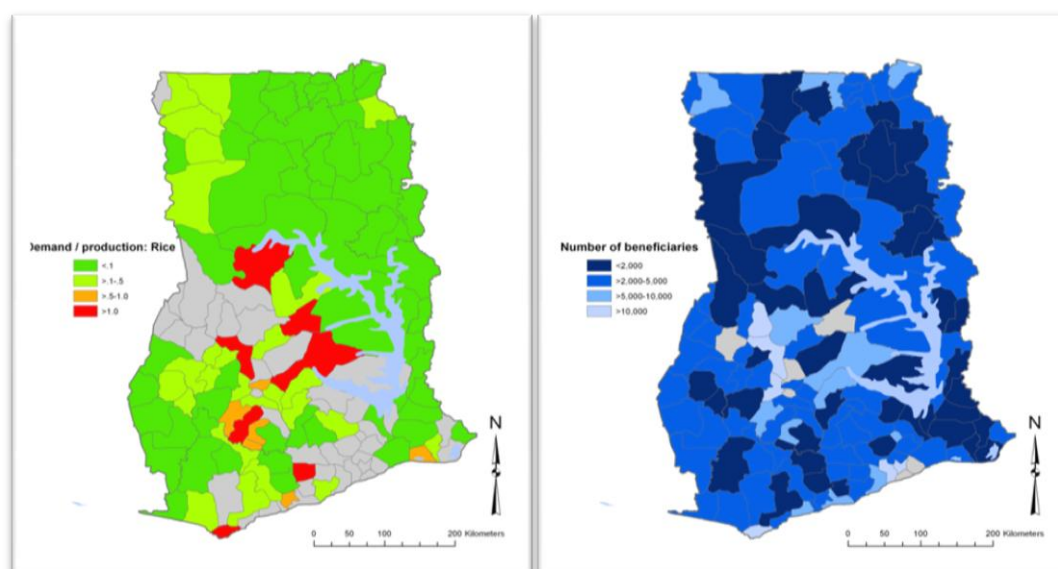 Demand / production: Rice
<.1
>.1-.5
>.5-1.0
>1.0
N
0 50 100 200 Kilometers
Number of beneficiaries
<2.000
>2,000-5,000
>5,000-10,000
>10,000
N
0 50 100 200 Kilometers